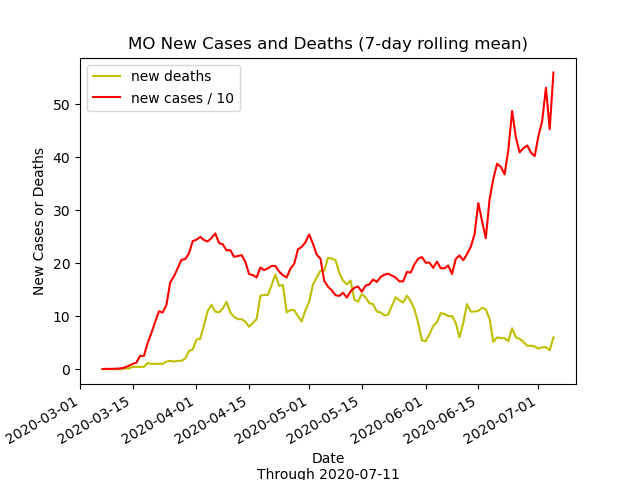 MO New Cases and Deaths (7-day rolling mean)
new deaths
new cases / 10
New Cases or Deaths
50
40
30
20
10
0
2020-03-01
2020-03-15
2020-04-01
2020-04-15
2020-05-01
2020-05-15
2020-06-01
2020-06-15
2020-07-01
Date
Through 2020-07-11